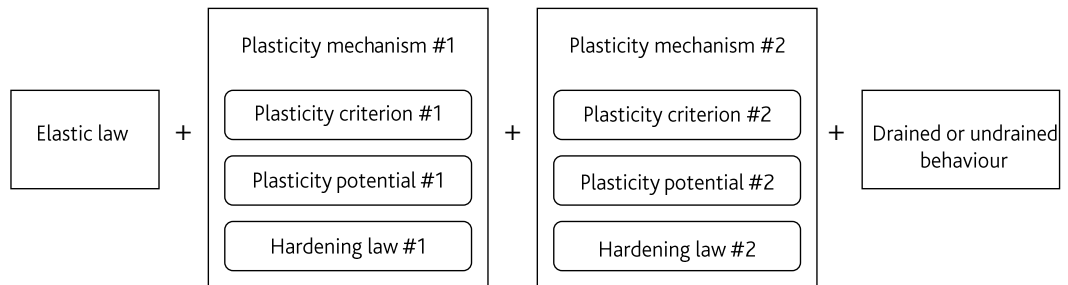 Elastic law
+
Plasticity mechanism #1
Plasticity criterion #1
Plasticity potential #1
Hardening law #1
+
Plasticity mechanism #2
Plasticity criterion #2
Plasticity potential #2
Hardening law #2
+
Drained or undrained
behaviour